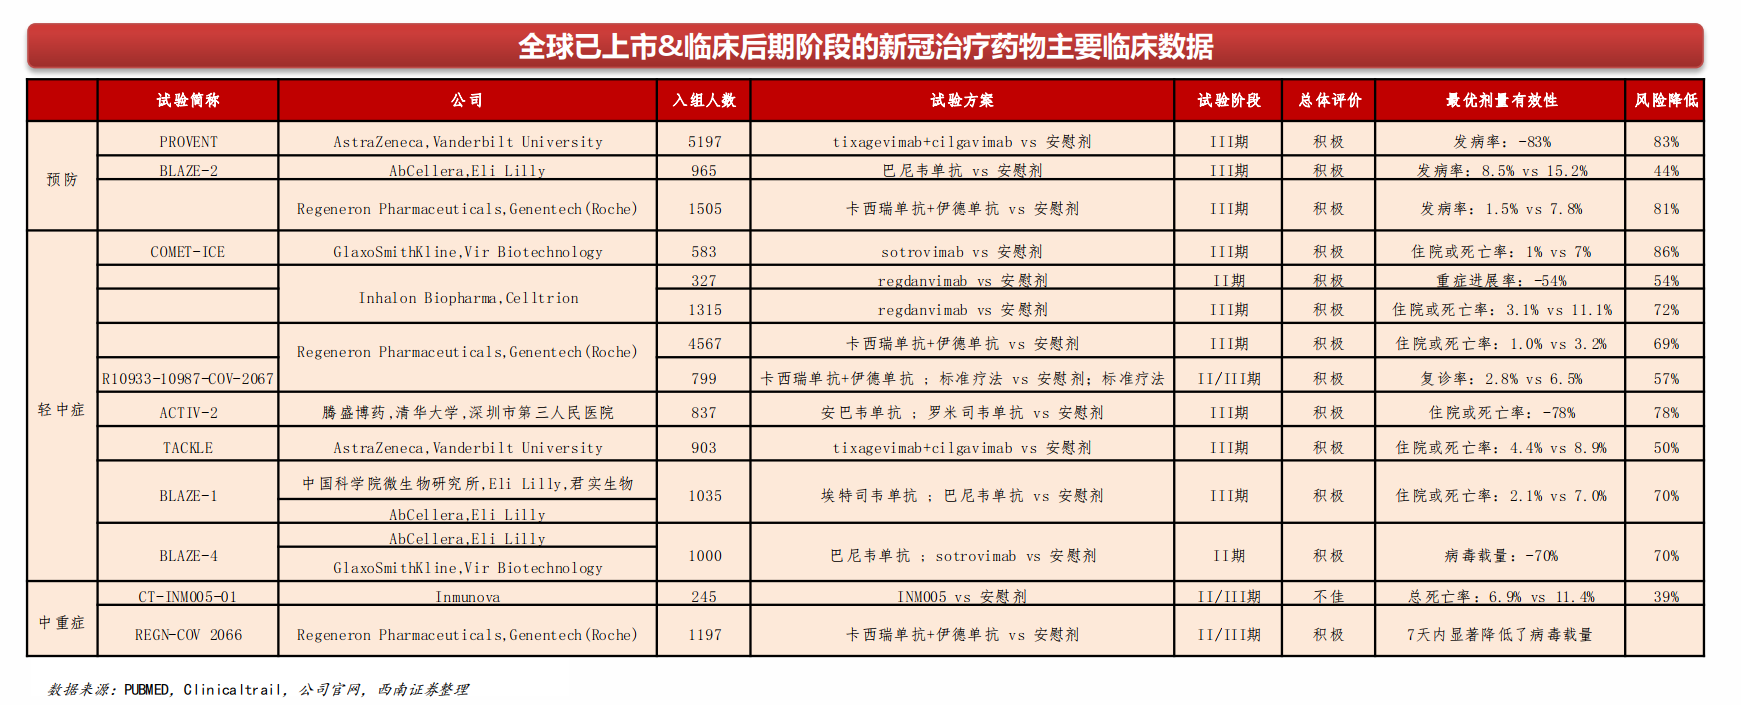 全球已上市&临床后期阶段的新冠治疗药物主要临床数据
试验简称 公司 入组人数 试验方案 试验阶段 总体评价 最优剂量有效性 风险降低
预防
PROVENT AstraZeneca,Vanderbilt University 5197 tixagevimab+cilgavimab vs 安慰剂 III期 积极 发病率：-83% 83%
BLAZE-2 AbCellera,Eli Lilly 965 巴尼韦单抗 vs 安慰剂 III期 积极 发病率：8.5% vs 15.2% 44%
Regeneron Pharmaceuticals,Genentech(Roche) 1505 卡西瑞单抗+伊德单抗 vs 安慰剂 III期 积极 发病率：1.5% vs 7.8% 81%
轻中症
COMET-ICE GlaxoSmithKline,Vir Biotechnology 583 sotrovimab vs 安慰剂 III期 积极 住院或死亡率：1% vs 7% 86%
Inhalon Biopharma,Celltrion 327 regdanvimab vs 安慰剂 II期 积极 重症进展率：-54% 54%
1315 regdanvimab vs 安慰剂 III期 积极 住院或死亡率：3.1% vs 11.1% 72%
Regeneron Pharmaceuticals,Genentech(Roche) 4567 卡西瑞单抗+伊德单抗 vs 安慰剂 III期 积极 住院或死亡率：1.0% vs 3.2% 69%
R10933-10987-COV-2067 799 卡西瑞单抗+伊德单抗 ；标准疗法 vs 安慰剂；标准疗法 II/III期 积极 复诊率：2.8% vs 6.5% 57%
ACTIV-2 腾盛博药,清华大学,深圳市第三人民医院 837 安巴韦单抗 ；罗米司韦单抗 vs 安慰剂 III期 积极 住院或死亡率：-78% 78%
TACKLE AstraZeneca,Vanderbilt University 903 tixagevimab+cilgavimab vs 安慰剂 III期 积极 住院或死亡率：4.4% vs 8.9% 50%
BLAZE-1 中国科学院微生物研究所,Eli Lilly,君实生物 1035 埃特司韦单抗 ；巴尼韦单抗 vs 安慰剂 III期 积极 住院或死亡率：2.1% vs 7.0% 70%
AbCellera,Eli Lilly
BLAZE-4 AbCellera,Eli Lilly 1000 巴尼韦单抗 ；sotrovimab vs 安慰剂 II期 积极 病毒载量：-70% 70%
GlaxoSmithKline,Vir Biotechnology
中重症
CT-INM005-01 Inmunova 245 INM005 vs 安慰剂 II/III期 不佳 总死亡率：6.9% vs 11.4% 39%
REGN-COV 2066 Regeneron Pharmaceuticals,Genentech(Roche) 1197 卡西瑞单抗+伊德单抗 vs 安慰剂 II/III期 积极 7天内显著降低了病毒载量
数据来源：PUBMED, Clinicaltrail, 公司官网, 西南证券整理